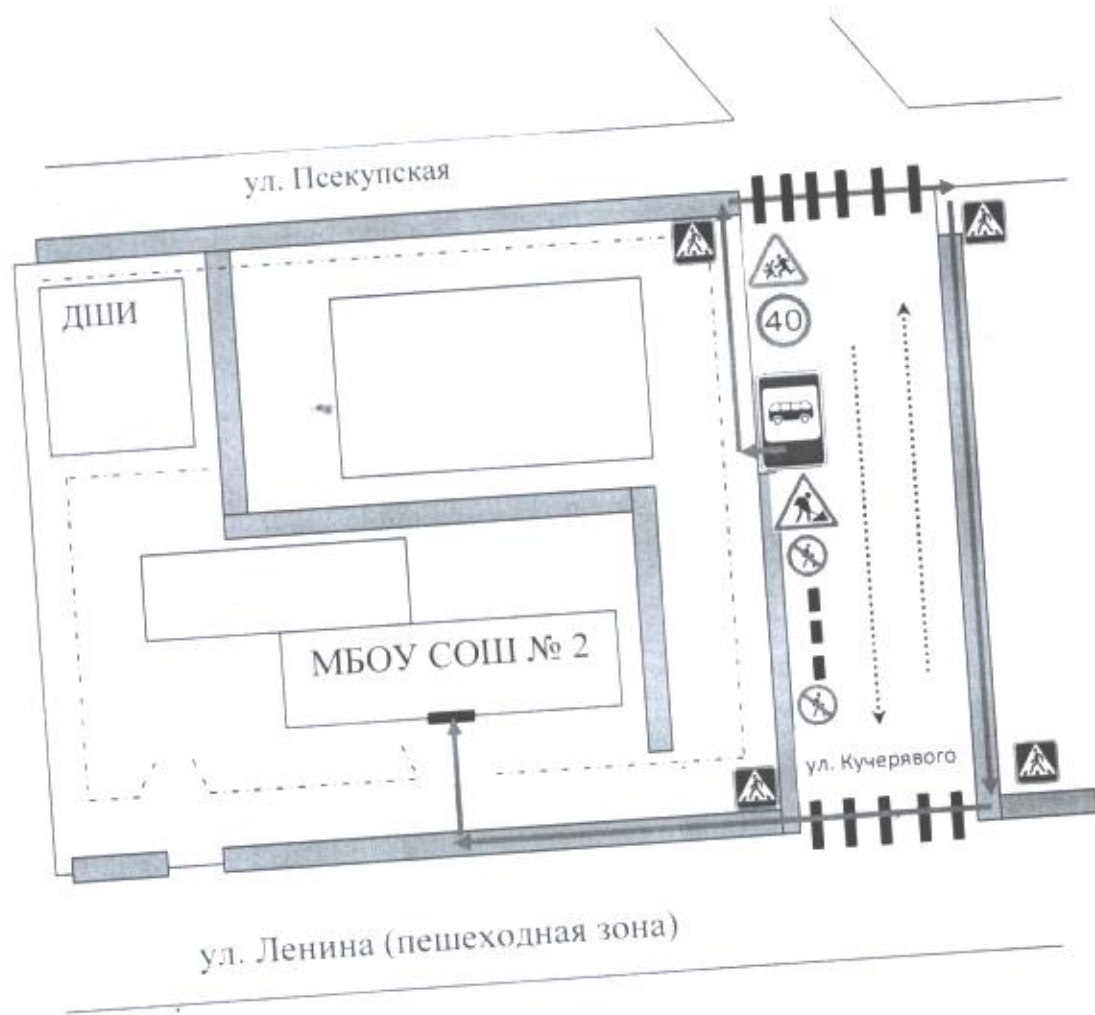 ул. Псекупская
ДШИ
40
МБОУ СОШ № 2
ул. Кучерявого
ул. Ленина (пешеходная зона)